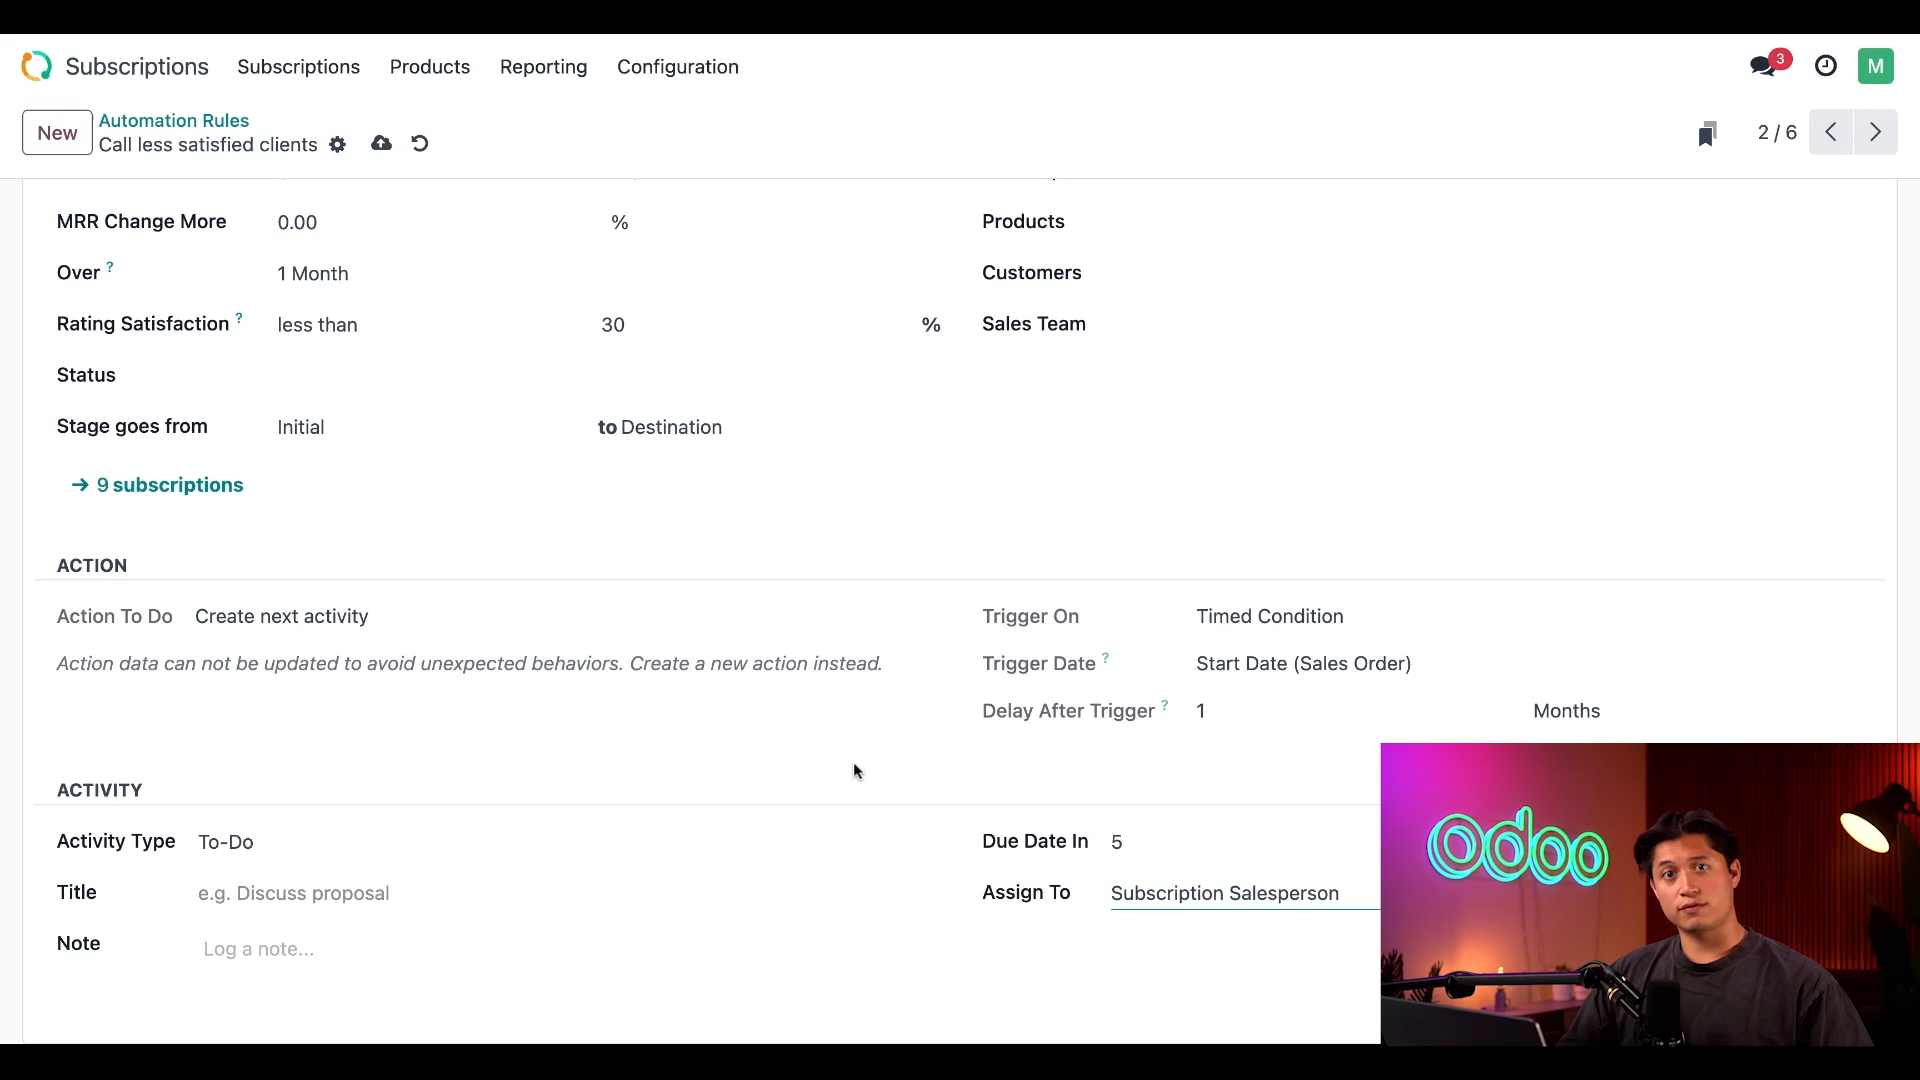 Subscriptions Subscriptions Products Reporting Configuration 3 M
New Automation Rules
Call less satisfied clients 2 / 6
MRR Change More 0.00 % Products
Over ? 1 Month Customers
Rating Satisfaction ? less than 30 % Sales Team
Status
Stage goes from Initial to Destination
→ 9 subscriptions
ACTION
Action To Do Create next activity Trigger On Timed Condition
Action data can not be updated to avoid unexpected behaviors. Create a new action instead. Trigger Date ? Start Date (Sales Order)
Delay After Trigger ? 1 Months
ACTIVITY
Activity Type To-Do Due Date In 5
Title e.g. Discuss proposal Assign To Subscription Salesperson
Note Log a note...
odoo